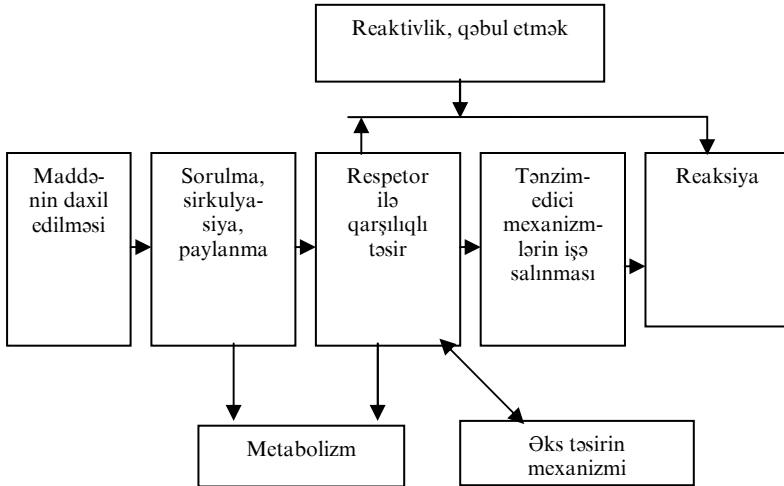 Reaktivlik, qəbul etmək
Maddə-
nin daxil
edilməsi
Sorulma,
sirkulya-
siya,
paylanma
Respetor
ilə
qarşılıqlı
təsir
Tənzim-
edici
mexanizm-
lərin işə
salınması
Reaksiya
Metabolizm
Əks təsirin
mexanizmi